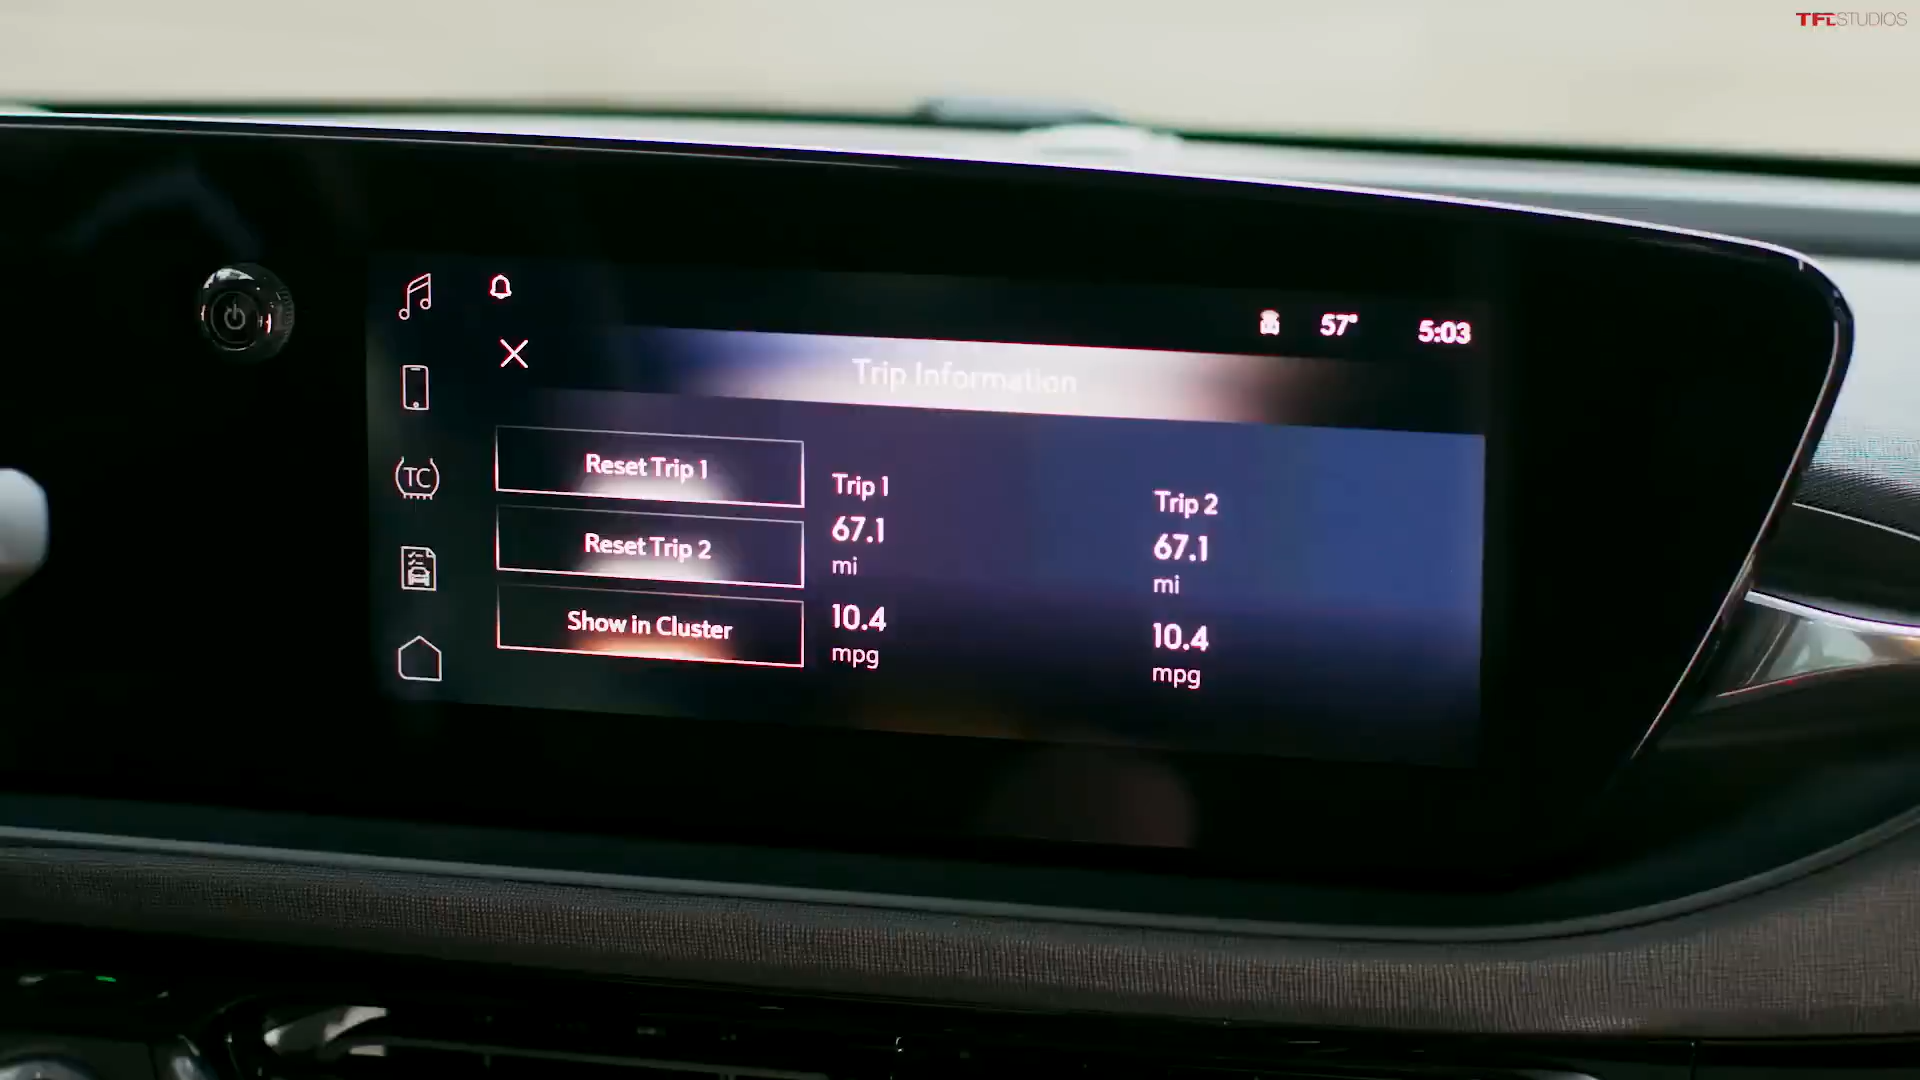 TFLSTUDIOS
57° 5:03
Trip Information
TC
Reset Trip 1
Reset Trip 2
Show in Cluster
Trip 1
67.1
mi
10.4
mpg
Trip 2
67.1
mi
10.4
mpg